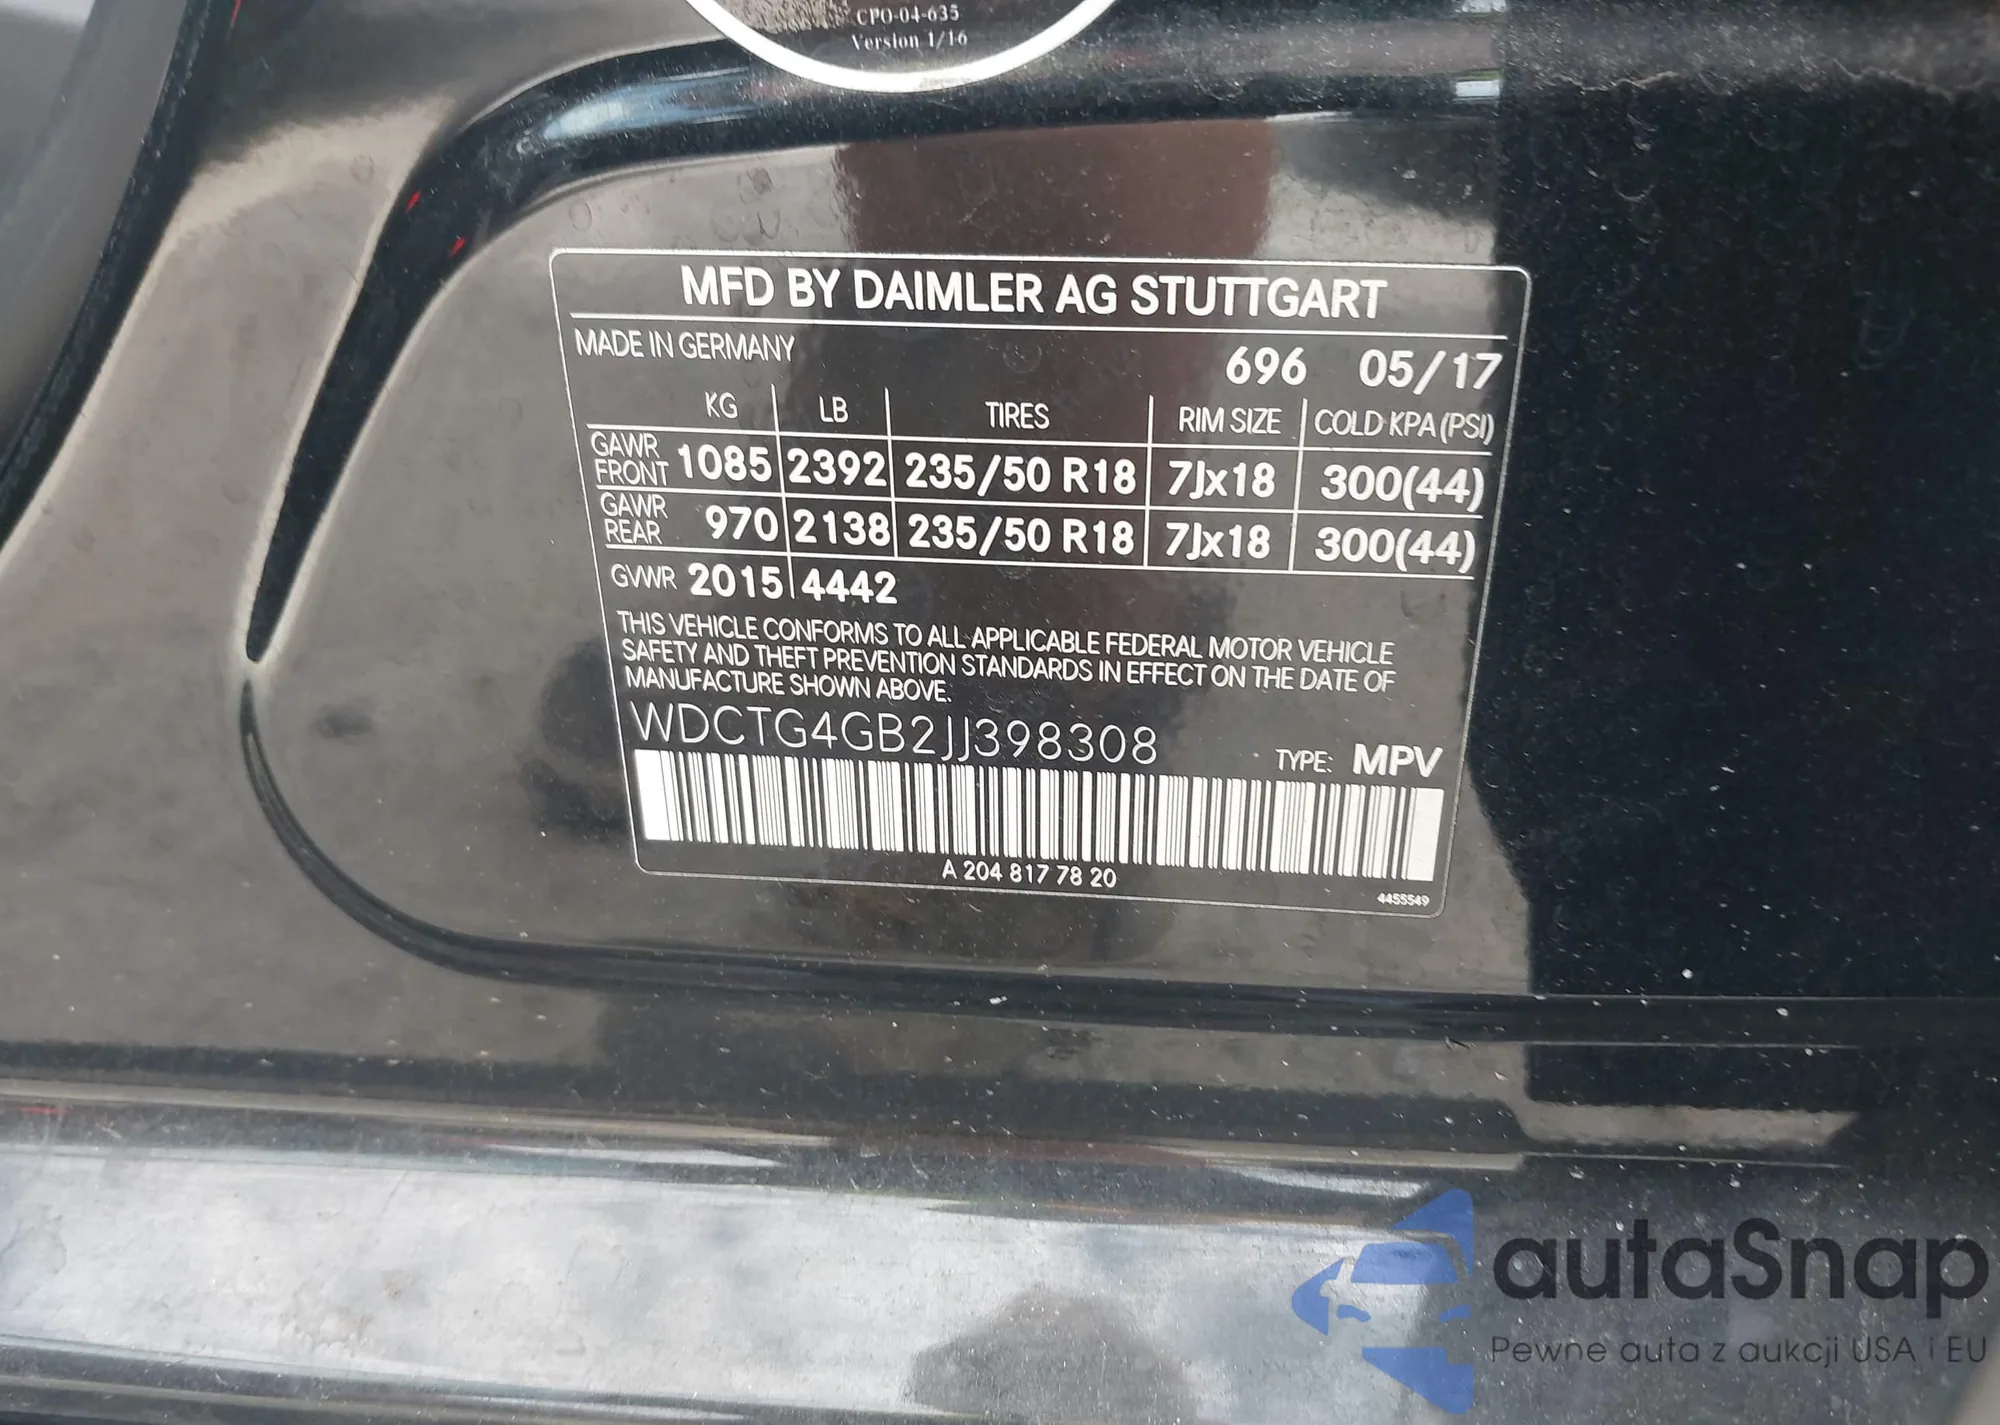 CPO-04-635
Version 1/16
MFD BY DAIMLER AG STUTTGART
MADE IN GERMANY 696 05/17
KG LB TIRES RIM SIZE COLD KPA (PSI)
GAWR FRONT 1085 2392 235/50 R18 7Jx18 300(44)
GAWR REAR 970 2138 235/50 R18 7Jx18 300(44)
GVWR 2015 4442
THIS VEHICLE CONFORMS TO ALL APPLICABLE FEDERAL MOTOR VEHICLE
SAFETY AND THEFT PREVENTION STANDARDS IN EFFECT ON THE DATE OF
MANUFACTURE SHOWN ABOVE.
WDCTG4GB2JJ398308
TYPE: MPV
A 204 817 78 20
4455549
autaSnap
Pewne auta z aukcji USA i EU